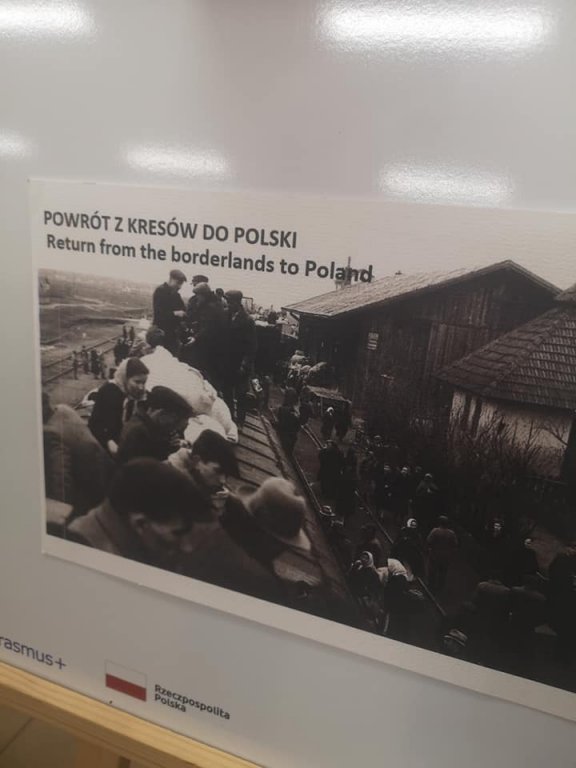 POWRÓT Z KRESÓW DO POLSKI
Return from the borderlands to Poland
rasmus+
Rzeczpospolita
Polska